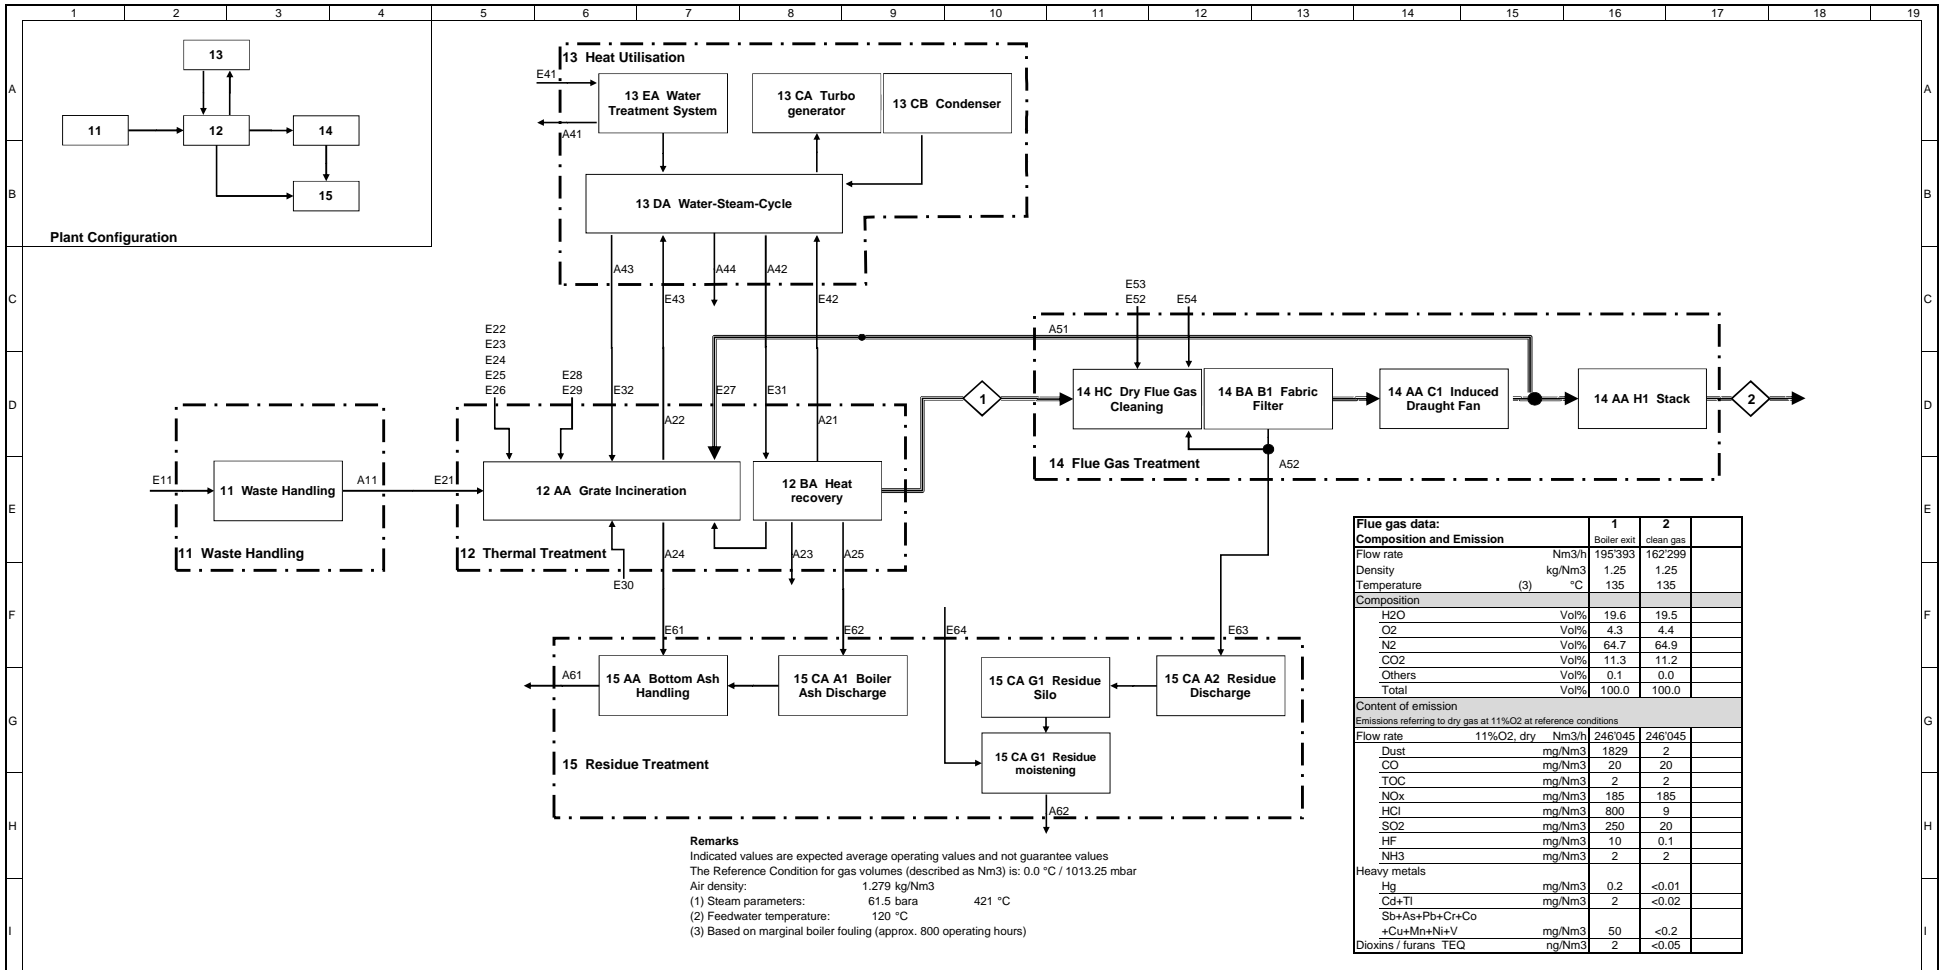 1 2 3 4 5 6 7 8 9 10 11 12 13 14 15 16 17 18 19
A
B
C
D
E
F
G
H
I
A
B
C
D
E
F
G
H
I
13
11
12
14
15
Plant Configuration
13 Heat Utilisation
E41
A41
13 EA Water
Treatment System
13 CA Turbo
generator
13 CB Condenser
13 DA Water-Steam-Cycle
A43
A44
A42
E43
E42
E22
E23
E24
E25
E26
E28
E29
E32
A22
E27
E31
A21
E11
11 Waste Handling
A11
11 Waste Handling
E21
12 AA Grate Incineration
12 BA Heat
recovery
12 Thermal Treatment
A24
A23
A25
E30
1
E53
E52
E54
A51
14 HC Dry Flue Gas
Cleaning
14 BA B1 Fabric
Filter
14 AA C1 Induced
Draught Fan
14 AA H1 Stack
2
14 Flue Gas Treatment
A52
E61
E62
E64
E63
A61
15 AA Bottom Ash
Handling
15 CA A1 Boiler
Ash Discharge
15 CA G1 Residue
Silo
15 CA A2 Residue
Discharge
15 CA G1 Residue
moistening
15 Residue Treatment
A62
Remarks
Indicated values are expected average operating values and not guarantee values
The Reference Condition for gas volumes (described as Nm3) is: 0.0 °C / 1013.25 mbar
Air density: 1.279 kg/Nm3
(1) Steam parameters: 61.5 bara 421 °C
(2) Feedwater temperature: 120 °C
(3) Based on marginal boiler fouling (approx. 800 operating hours)
Flue gas data: 1 2
Composition and Emission Boiler exit clean gas
Flow rate Nm3/h 195'393 162'299
Density kg/Nm3 1.25 1.25
Temperature (3) °C 135 135
Composition
H2O Vol% 19.6 19.5
O2 Vol% 4.3 4.4
N2 Vol% 64.7 64.9
CO2 Vol% 11.3 11.2
Others Vol% 0.1 0.0
Total Vol% 100.0 100.0
Content of emission
Emissions referring to dry gas at 11%O2 at reference conditions
Flow rate 11%O2, dry Nm3/h 246'045 246'045
Dust mg/Nm3 1829 2
CO mg/Nm3 20 20
TOC mg/Nm3 2 2
NOx mg/Nm3 185 185
HCl mg/Nm3 800 9
SO2 mg/Nm3 250 20
HF mg/Nm3 10 0.1
NH3 mg/Nm3 2 2
Heavy metals
Hg mg/Nm3 0.2 <0.01
Cd+Tl mg/Nm3 2 <0.02
Sb+As+Pb+Cr+Co
+Cu+Mn+Ni+V mg/Nm3 50 <0.2
Dioxins / furans TEQ ng/Nm3 2 <0.05